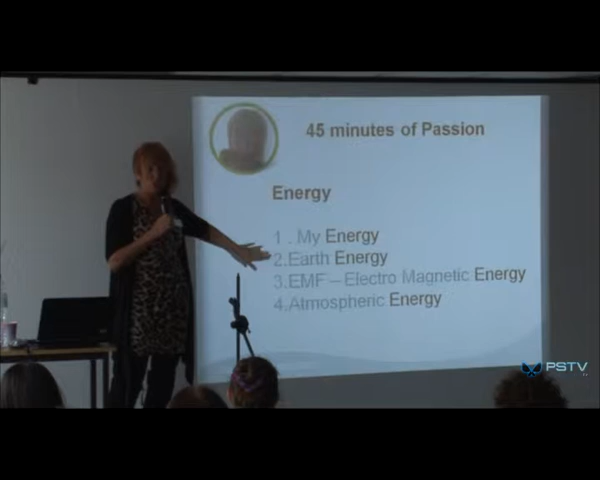 45 minutes of Passion
Energy
1 . My Energy
2.Earth Energy
3.EMF – Electro Magnetic Energy
4.Atmospheric Energy
PSTV